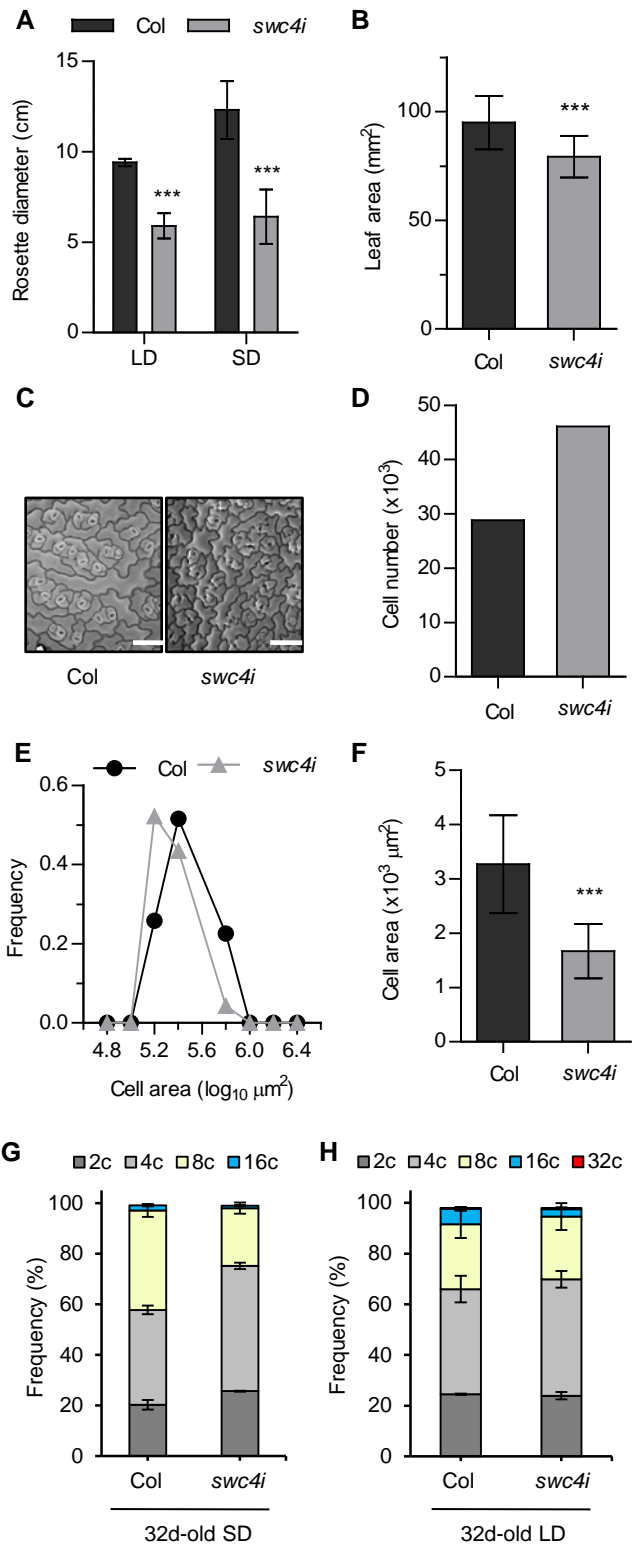 A
Col swc4i
Rosette diameter (cm)
15
10
5
0
LD SD
*** ***
B
Leaf area (mm²)
100
50
0
***
Col swc4i
C
Col swc4i
D
Cell number (x10³)
50
40
30
20
10
0
Col swc4i
E
Col swc4i
Frequency
0.6
0.4
0.2
0.0
4.8 5.2 5.6 6.0 6.4
Cell area (log₁₀ μm²)
F
Cell area (x10³ μm²)
5
4
3
2
1
0
***
Col swc4i
G
2c 4c 8c 16c
Frequency (%)
100
80
60
40
20
0
Col swc4i
32d-old SD
H
2c 4c 8c 16c 32c
Frequency (%)
100
80
60
40
20
0
Col swc4i
32d-old LD